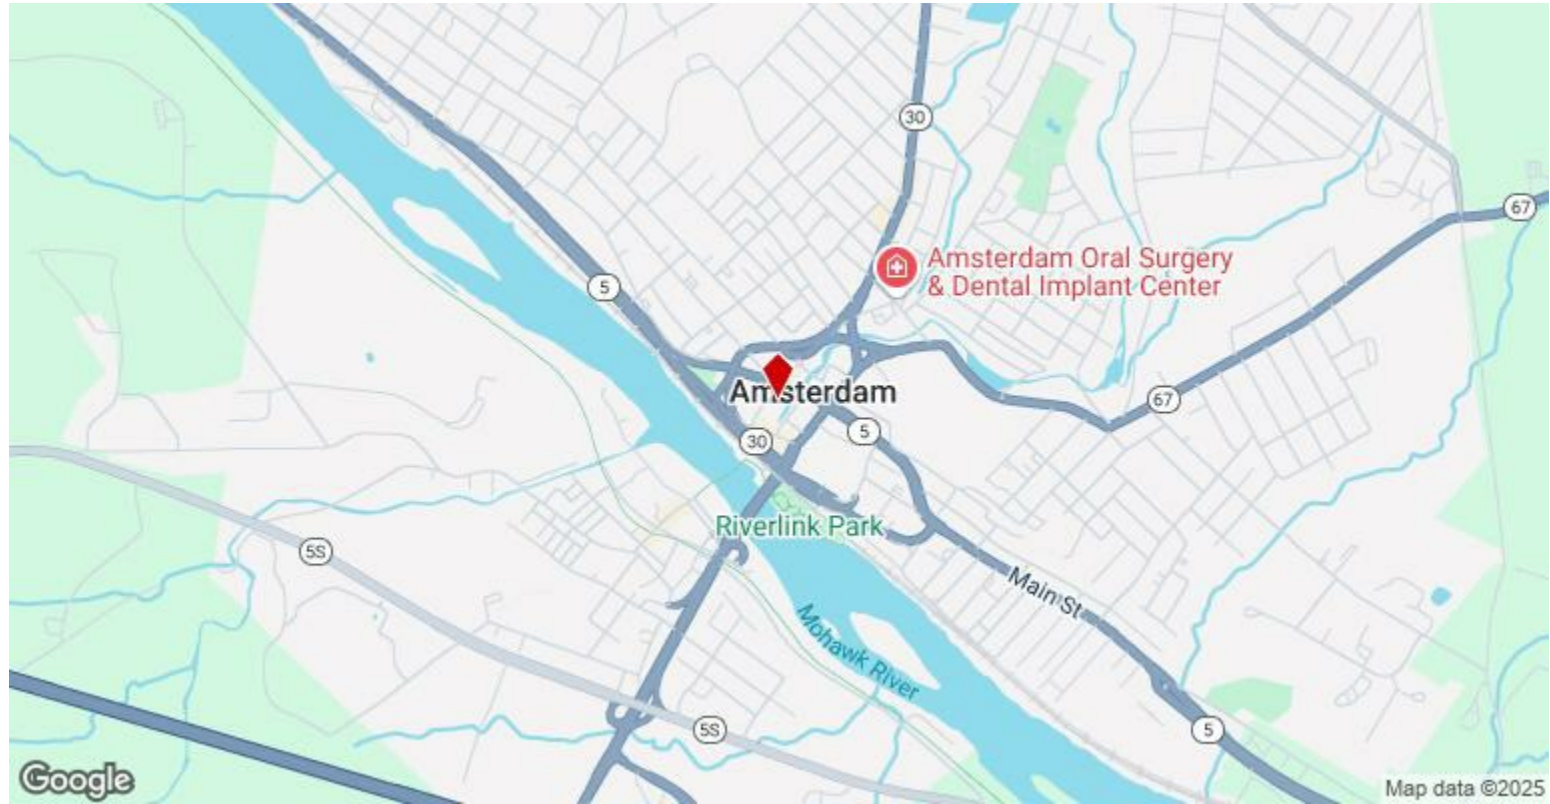 30
67
Amsterdam Oral Surgery
& Dental Implant Center
5
Amsterdam
67
30
5
Riverlink Park
5S
Main St
Mohawk River
5S
5
Google
Map data ©2025